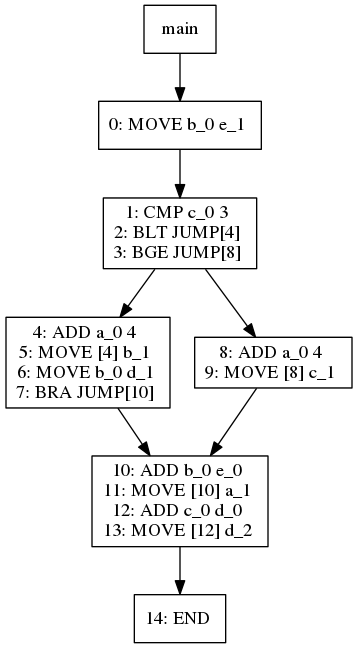 main
0: MOVE b_0 e_1
1: CMP c_0 3
2: BLT JUMP[4]
3: BGE JUMP[8]
4: ADD a_0 4
5: MOVE [4] b_1
6: MOVE b_0 d_1
7: BRA JUMP[10]
8: ADD a_0 4
9: MOVE [8] c_1
10: ADD b_0 e_0
11: MOVE [10] a_1
12: ADD c_0 d_0
13: MOVE [12] d_2
14: END